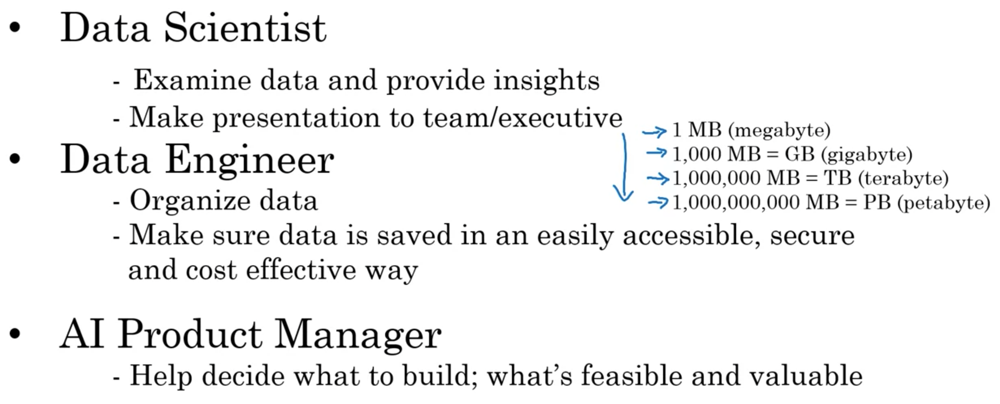 • Data Scientist
- Examine data and provide insights
- Make presentation to team/executive
→ 1 MB (megabyte)
→ 1,000 MB = GB (gigabyte)
→ 1,000,000 MB = TB (terabyte)
→ 1,000,000,000 MB = PB (petabyte)
• Data Engineer
- Organize data
- Make sure data is saved in an easily accessible, secure
and cost effective way
• AI Product Manager
- Help decide what to build; what’s feasible and valuable